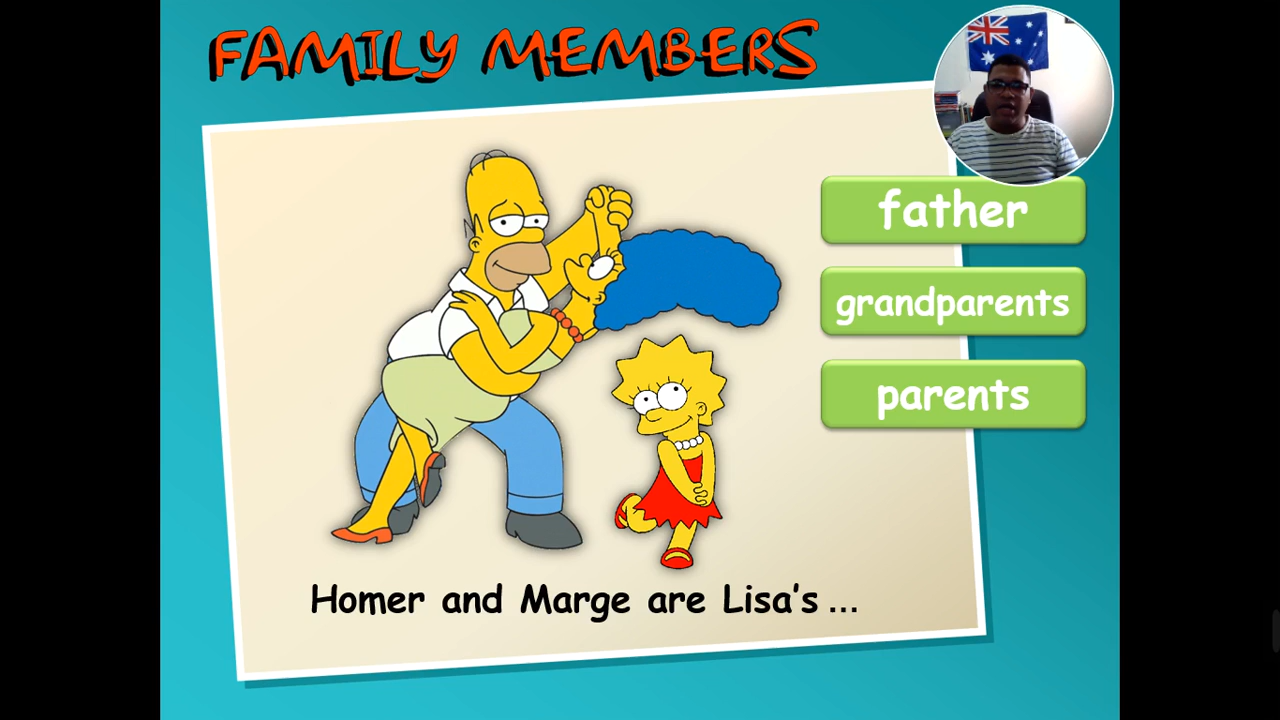 FAMILY MEMBERS
father
grandparents
parents
Homer and Marge are Lisa's ...